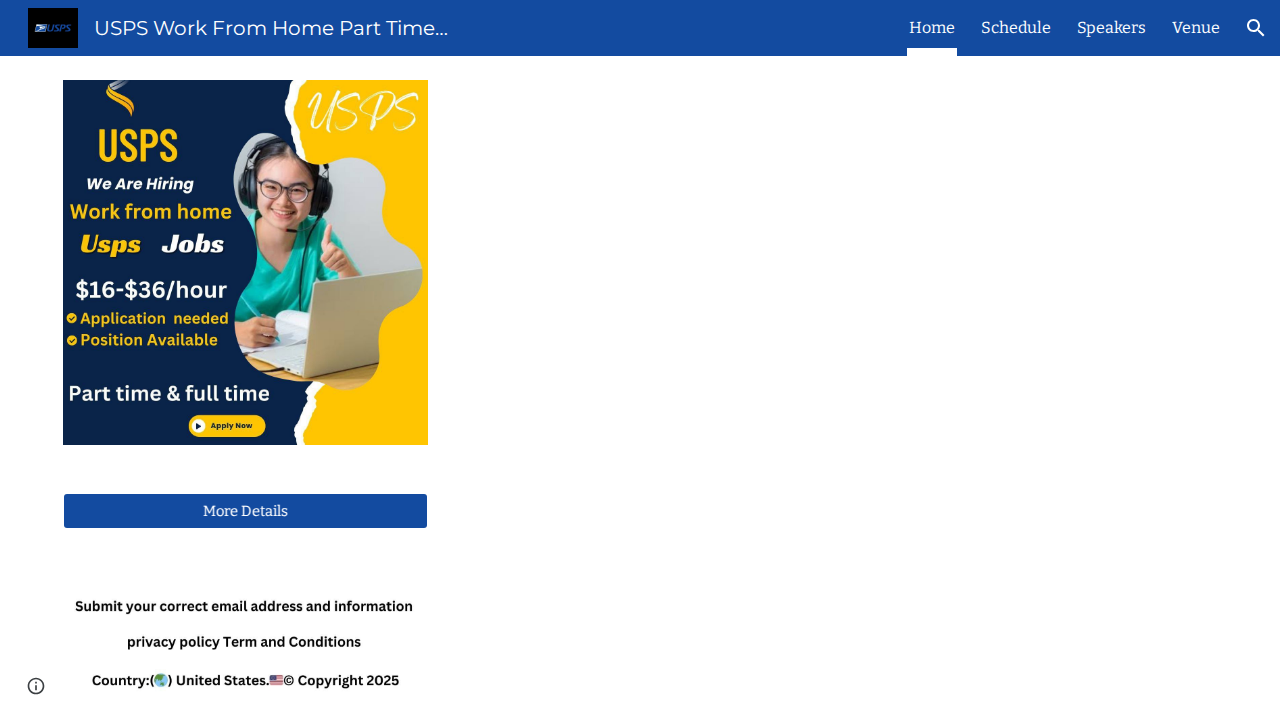 USPS
USPS Work From Home Part Time...
Home
Schedule
Speakers
Venue
USPS
USPS
We Are Hiring
Work from home
Usps Jobs
$16-$36/hour
Application needed
Position Available
Part time & full time
Apply Now
More Details
Submit your correct email address and information
privacy policy Term and Conditions
Country:(🌏) United States.🇺🇸© Copyright 2025